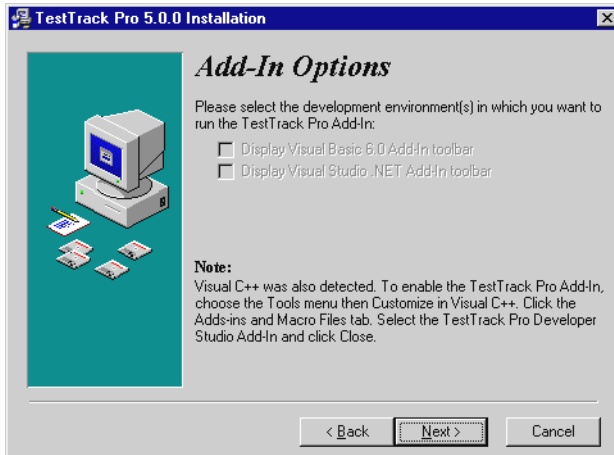 TestTrack Pro 5.0.0 Installation
Add-In Options
Please select the development environment(s) in which you want to
run the TestTrack Pro Add-In:
Display Visual Basic 6.0 Add-In toolbar
Display Visual Studio .NET Add-In toolbar
Note:
Visual C++ was also detected. To enable the TestTrack Pro Add-In,
choose the Tools menu then Customize in Visual C++. Click the
Adds-ins and Macro Files tab. Select the TestTrack Pro Developer
Studio Add-In and click Close.
< Back
Next >
Cancel